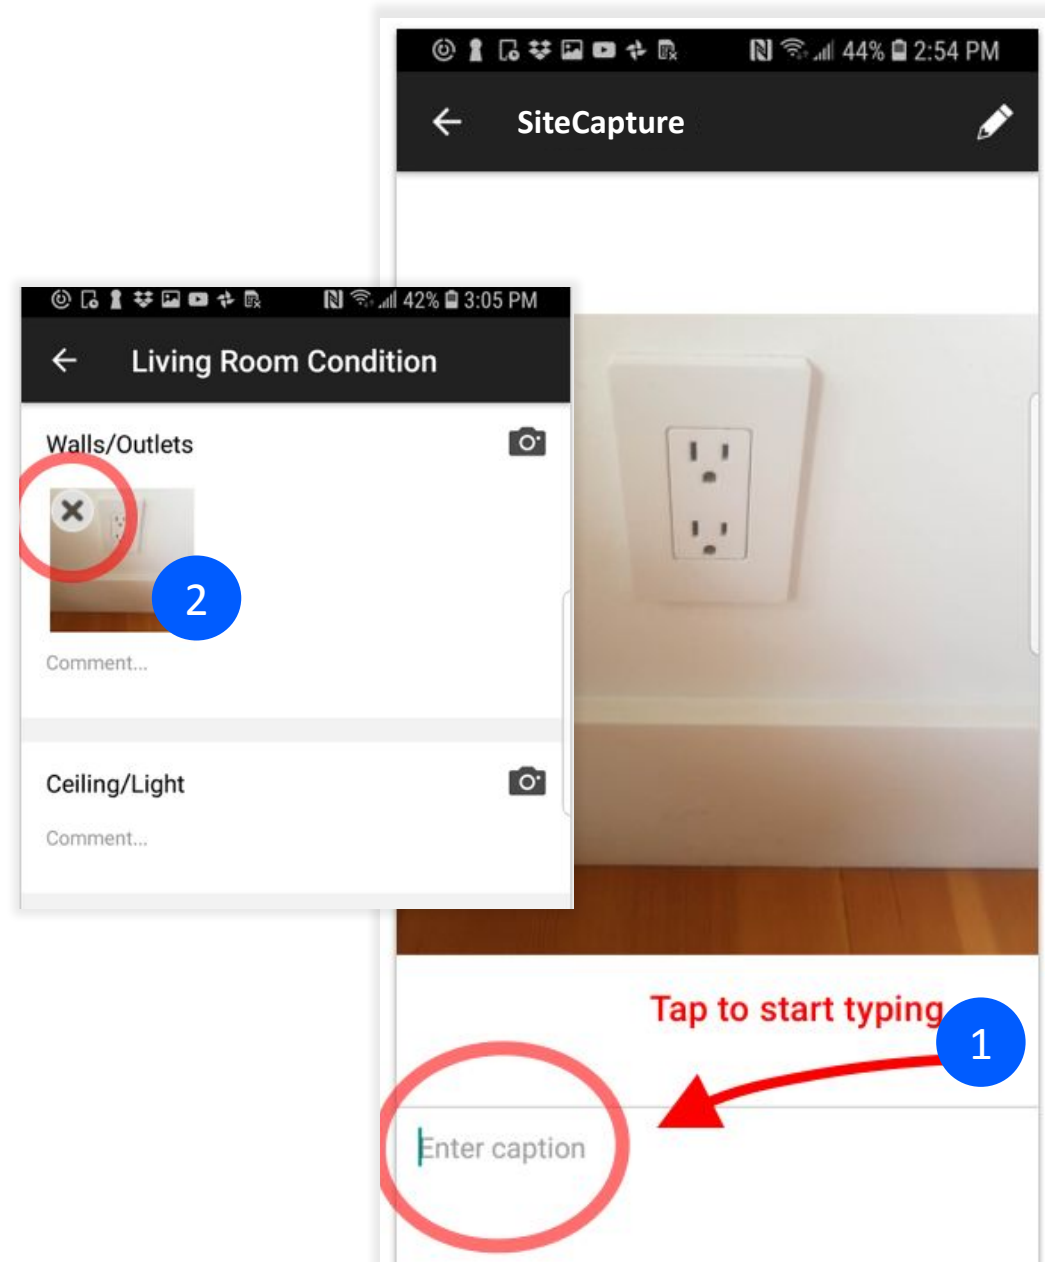 44% 2:54 PM
SiteCapture
42% 3:05 PM
Living Room Condition
Walls/Outlets
2
Comment...
Ceiling/Light
Comment...
Tap to start typing
1
Enter caption